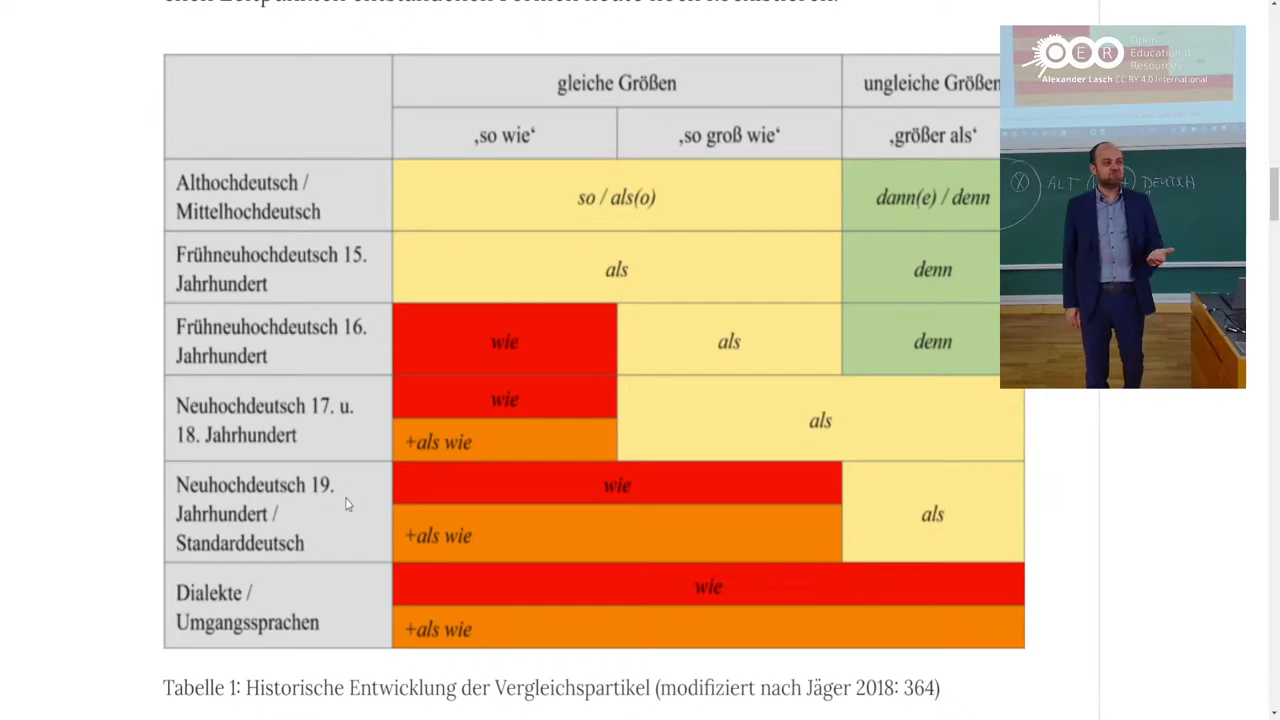 gleiche Größen
ungleiche Größen
‚so wie‘
‚so groß wie‘
‚größer als‘
Althochdeutsch /
Mittelhochdeutsch
so / als(o)
dann(e) / denn
Frühneuhochdeutsch 15.
Jahrhundert
als
denn
Frühneuhochdeutsch 16.
Jahrhundert
wie
als
denn
Neuhochdeutsch 17. u.
18. Jahrhundert
wie
+als wie
als
Neuhochdeutsch 19.
Jahrhundert /
Standarddeutsch
wie
+als wie
als
Dialekte /
Umgangssprachen
wie
+als wie
Tabelle 1: Historische Entwicklung der Vergleichspartikel (modifiziert nach Jäger 2018: 364)
OER
Open
Educational
Resources
Alexander Lasch CC BY 4.0 International
ALT
DEUTSCH